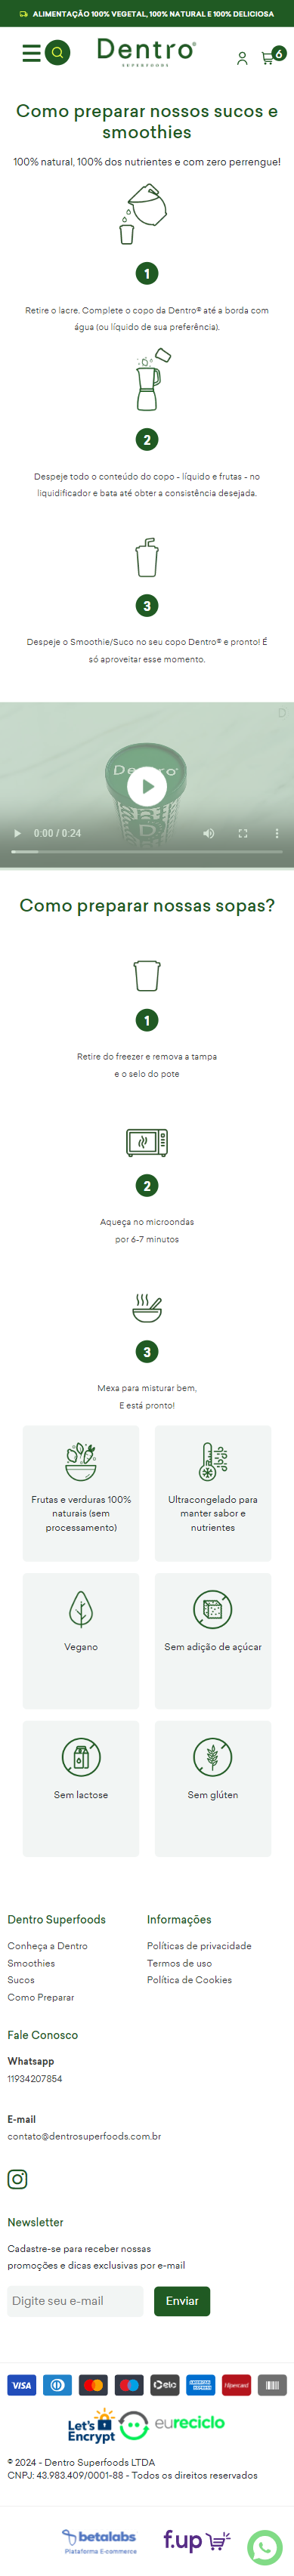 ALIMENTAÇÃO 100% VEGETAL, 100% NATURAL E 100% DELICIOSA
Dentro®
SUPERFOODS
6
Como preparar nossos sucos e
smoothies
100% natural, 100% dos nutrientes e com zero perrengue!
1
Retire o lacre. Complete o copo da Dentro® até a borda com
água (ou líquido de sua preferência).
2
Despeje todo o conteúdo do copo - líquido e frutas - no
liquidificador e bata até obter a consistência desejada.
3
Despeje o Smoothie/Suco no seu copo Dentro® e pronto! É
só aproveitar esse momento.
D
Dentro®
0:00 / 0:24
Como preparar nossas sopas?
1
Retire do freezer e remova a tampa
e o selo do pote
2
Aqueça no microondas
por 6-7 minutos
3
Mexa para misturar bem,
E está pronto!
Frutas e verduras 100%
naturais (sem
processamento)
Ultracongelado para
manter sabor e
nutrientes
Vegano
Sem adição de açúcar
Sem lactose
Sem glúten
Dentro Superfoods
Conheça a Dentro
Smoothies
Sucos
Como Preparar
Informações
Políticas de privacidade
Termos de uso
Política de Cookies
Fale Conosco
Whatsapp
11934207854
E-mail
contato@dentrosuperfoods.com.br
Newsletter
Cadastre-se para receber nossas
promoções e dicas exclusivas por e-mail
Digite seu e-mail
Enviar
VISA
elo
AMERICAN EXPRESS
Hipercard
Let's
Encrypt
eureciclo
© 2024 - Dentro Superfoods LTDA
CNPJ: 43.983.409/0001-88 - Todos os direitos reservados
betalabs
Plataforma E-commerce
f.up